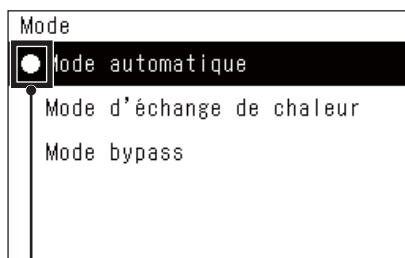 Mode
Mode automatique
Mode d'échange de chaleur
Mode bypass